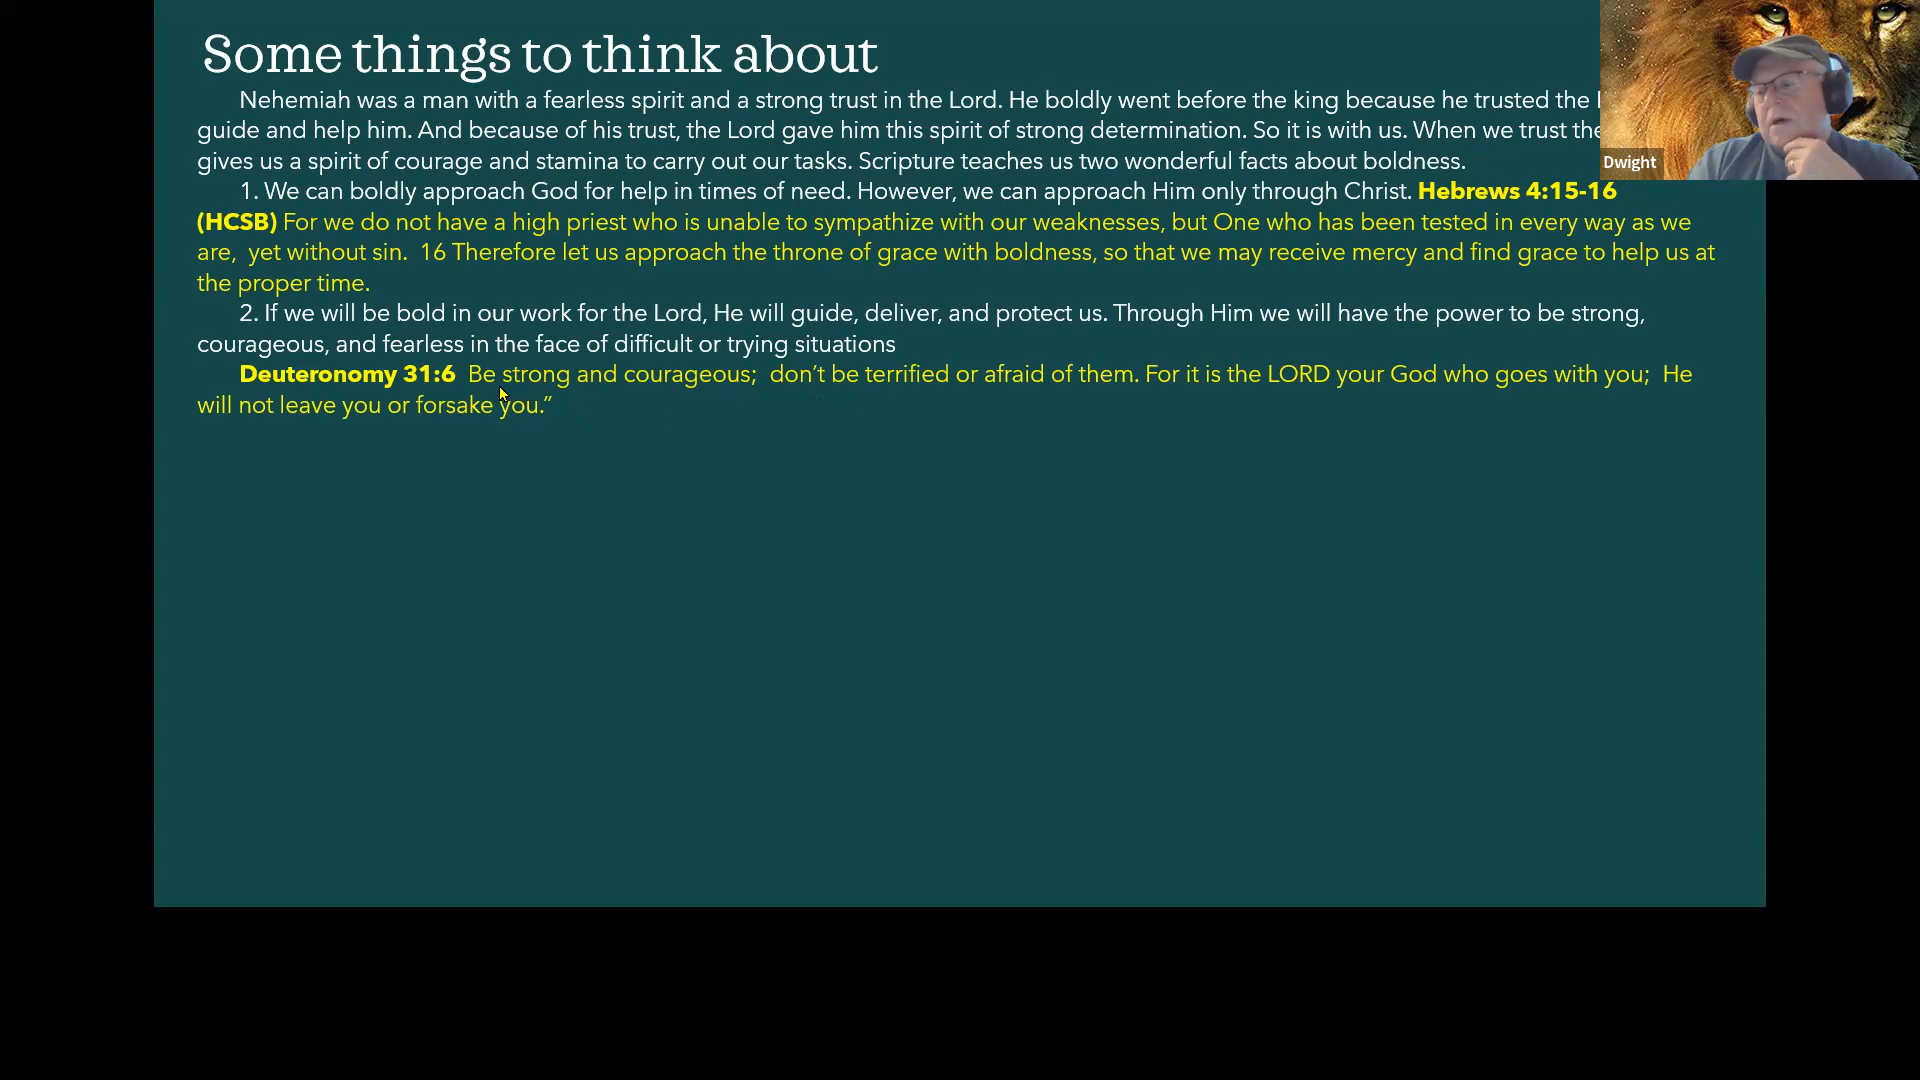 Some things to think about
Nehemiah was a man with a fearless spirit and a strong trust in the Lord. He boldly went before the king because he trusted the
guide and help him. And because of his trust, the Lord gave him this spirit of strong determination. So it is with us. When we trust the
gives us a spirit of courage and stamina to carry out our tasks. Scripture teaches us two wonderful facts about boldness.
Dwight
1. We can boldly approach God for help in times of need. However, we can approach Him only through Christ. Hebrews 4:15-16
(HCSB) For we do not have a high priest who is unable to sympathize with our weaknesses, but One who has been tested in every way as we
are,  yet without sin.  16 Therefore let us approach the throne of grace with boldness, so that we may receive mercy and find grace to help us at
the proper time.
2. If we will be bold in our work for the Lord, He will guide, deliver, and protect us. Through Him we will have the power to be strong,
courageous, and fearless in the face of difficult or trying situations
Deuteronomy 31:6  Be strong and courageous;  don’t be terrified or afraid of them. For it is the LORD your God who goes with you;  He
will not leave you or forsake you.”